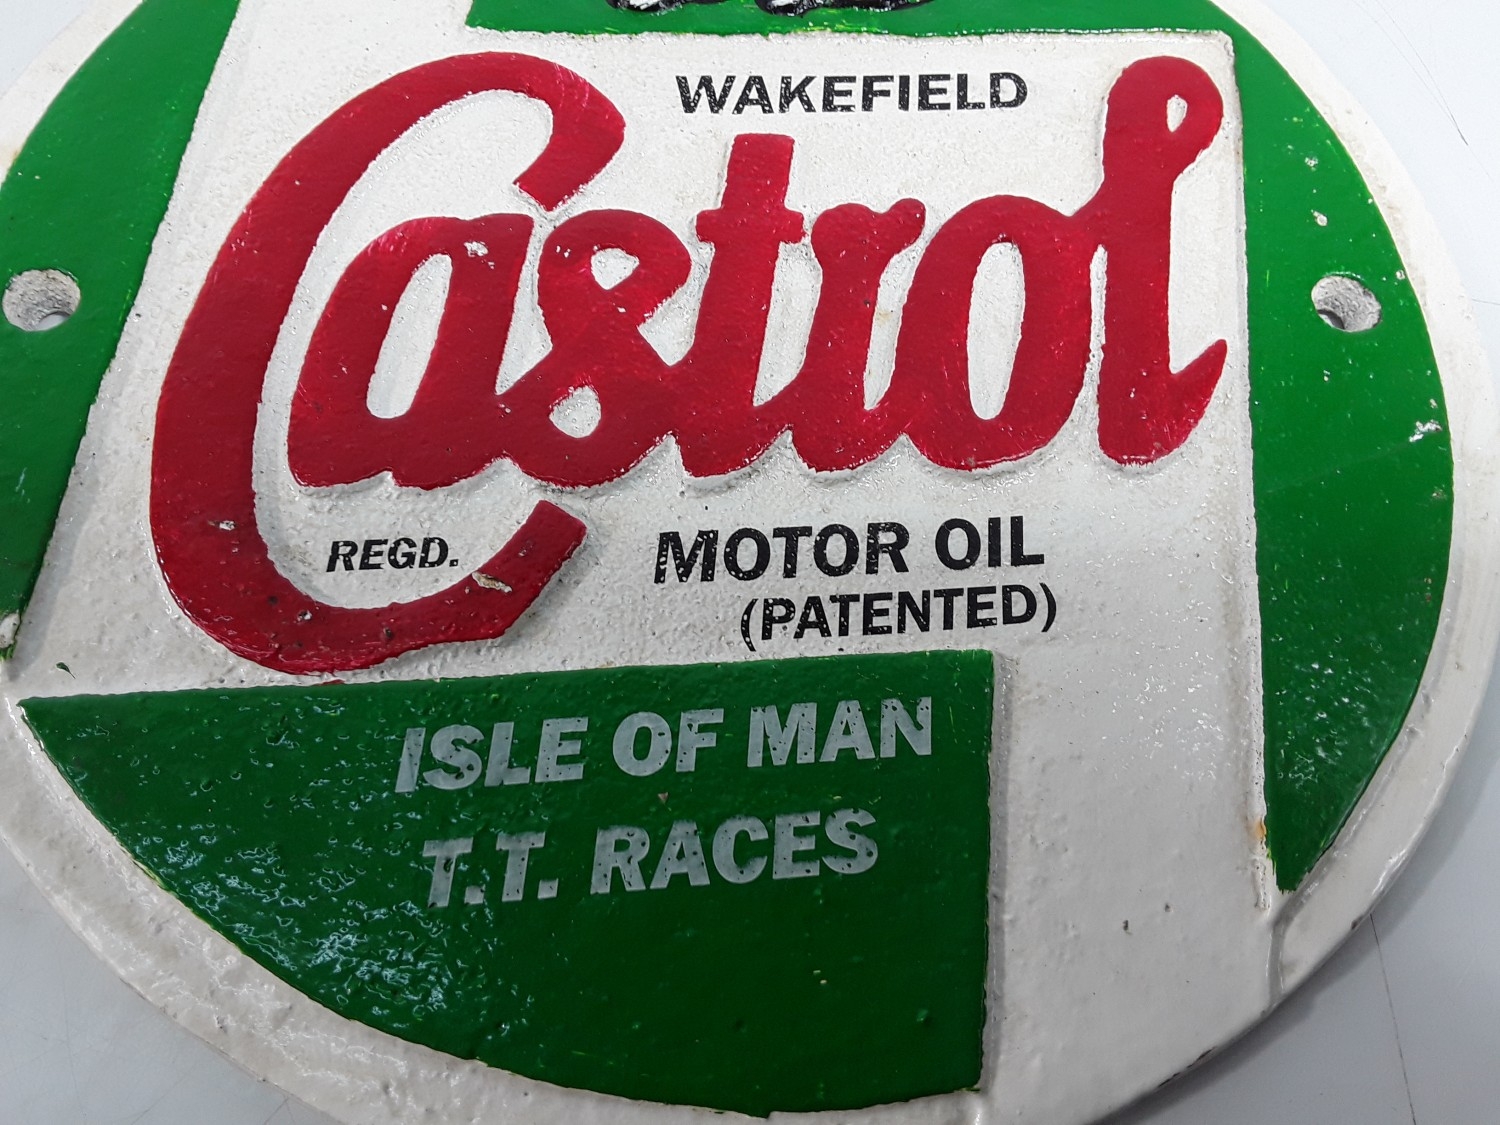 WAKEFIELD
Castrol
REGD.
MOTOR OIL
(PATENTED)
ISLE OF MAN
T.T. RACES